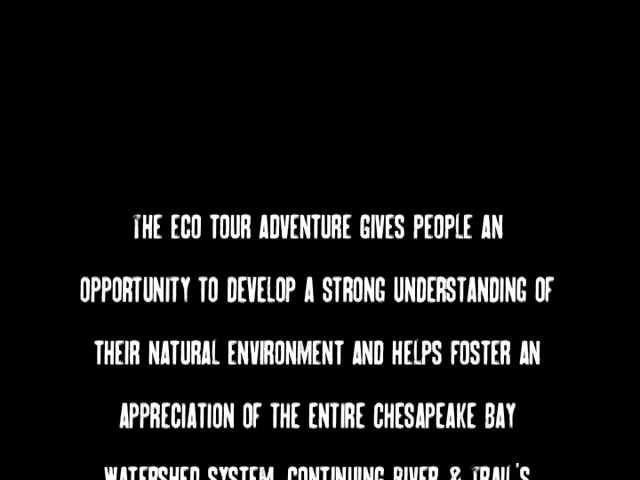 THE ECO TOUR ADVENTURE GIVES PEOPLE AN
OPPORTUNITY TO DEVELOP A STRONG UNDERSTANDING OF
THEIR NATURAL ENVIRONMENT AND HELPS FOSTER AN
APPRECIATION OF THE ENTIRE CHESAPEAKE BAY
WATERSHED SYSTEM, CONTINUING RIVER & TRAIL'S